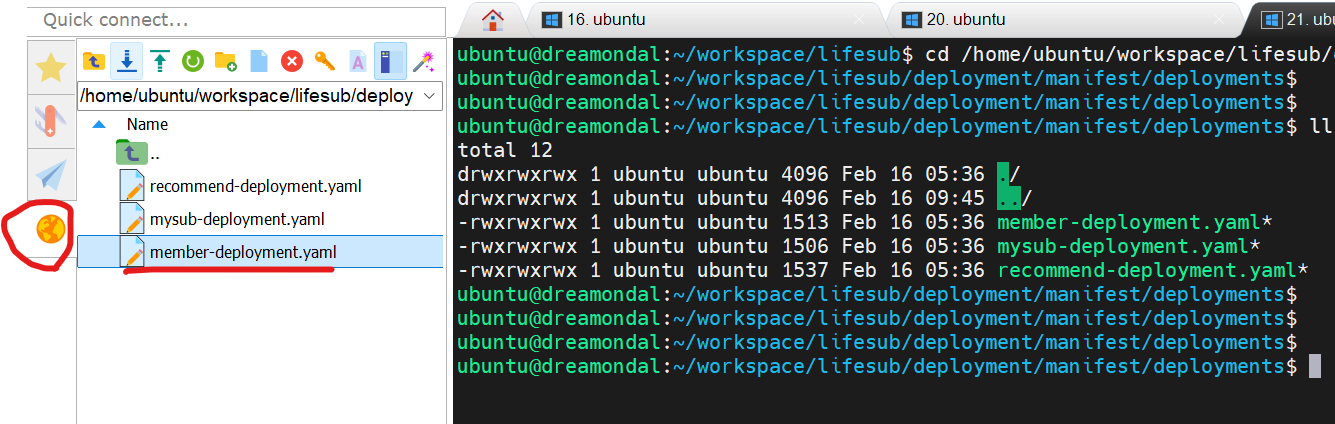 Quick connect...
16. ubuntu
20. ubuntu
21. ub
/home/ubuntu/workspace/lifesub/deploy
Name
..
recommend-deployment.yaml
mysub-deployment.yaml
member-deployment.yaml
ubuntu@dreamondal:~/workspace/lifesub$ cd /home/ubuntu/workspace/lifesub/
ubuntu@dreamondal:~/workspace/lifesub/deployment/manifest/deployments$
ubuntu@dreamondal:~/workspace/lifesub/deployment/manifest/deployments$
ubuntu@dreamondal:~/workspace/lifesub/deployment/manifest/deployments$ ll
total 12
drwxrwxrwx 1 ubuntu ubuntu 4096 Feb 16 05:36 ./
drwxrwxrwx 1 ubuntu ubuntu 4096 Feb 16 09:45 ../
-rwxrwxrwx 1 ubuntu ubuntu 1513 Feb 16 05:36 member-deployment.yaml*
-rwxrwxrwx 1 ubuntu ubuntu 1506 Feb 16 05:36 mysub-deployment.yaml*
-rwxrwxrwx 1 ubuntu ubuntu 1537 Feb 16 05:36 recommend-deployment.yaml*
ubuntu@dreamondal:~/workspace/lifesub/deployment/manifest/deployments$
ubuntu@dreamondal:~/workspace/lifesub/deployment/manifest/deployments$
ubuntu@dreamondal:~/workspace/lifesub/deployment/manifest/deployments$
ubuntu@dreamondal:~/workspace/lifesub/deployment/manifest/deployments$